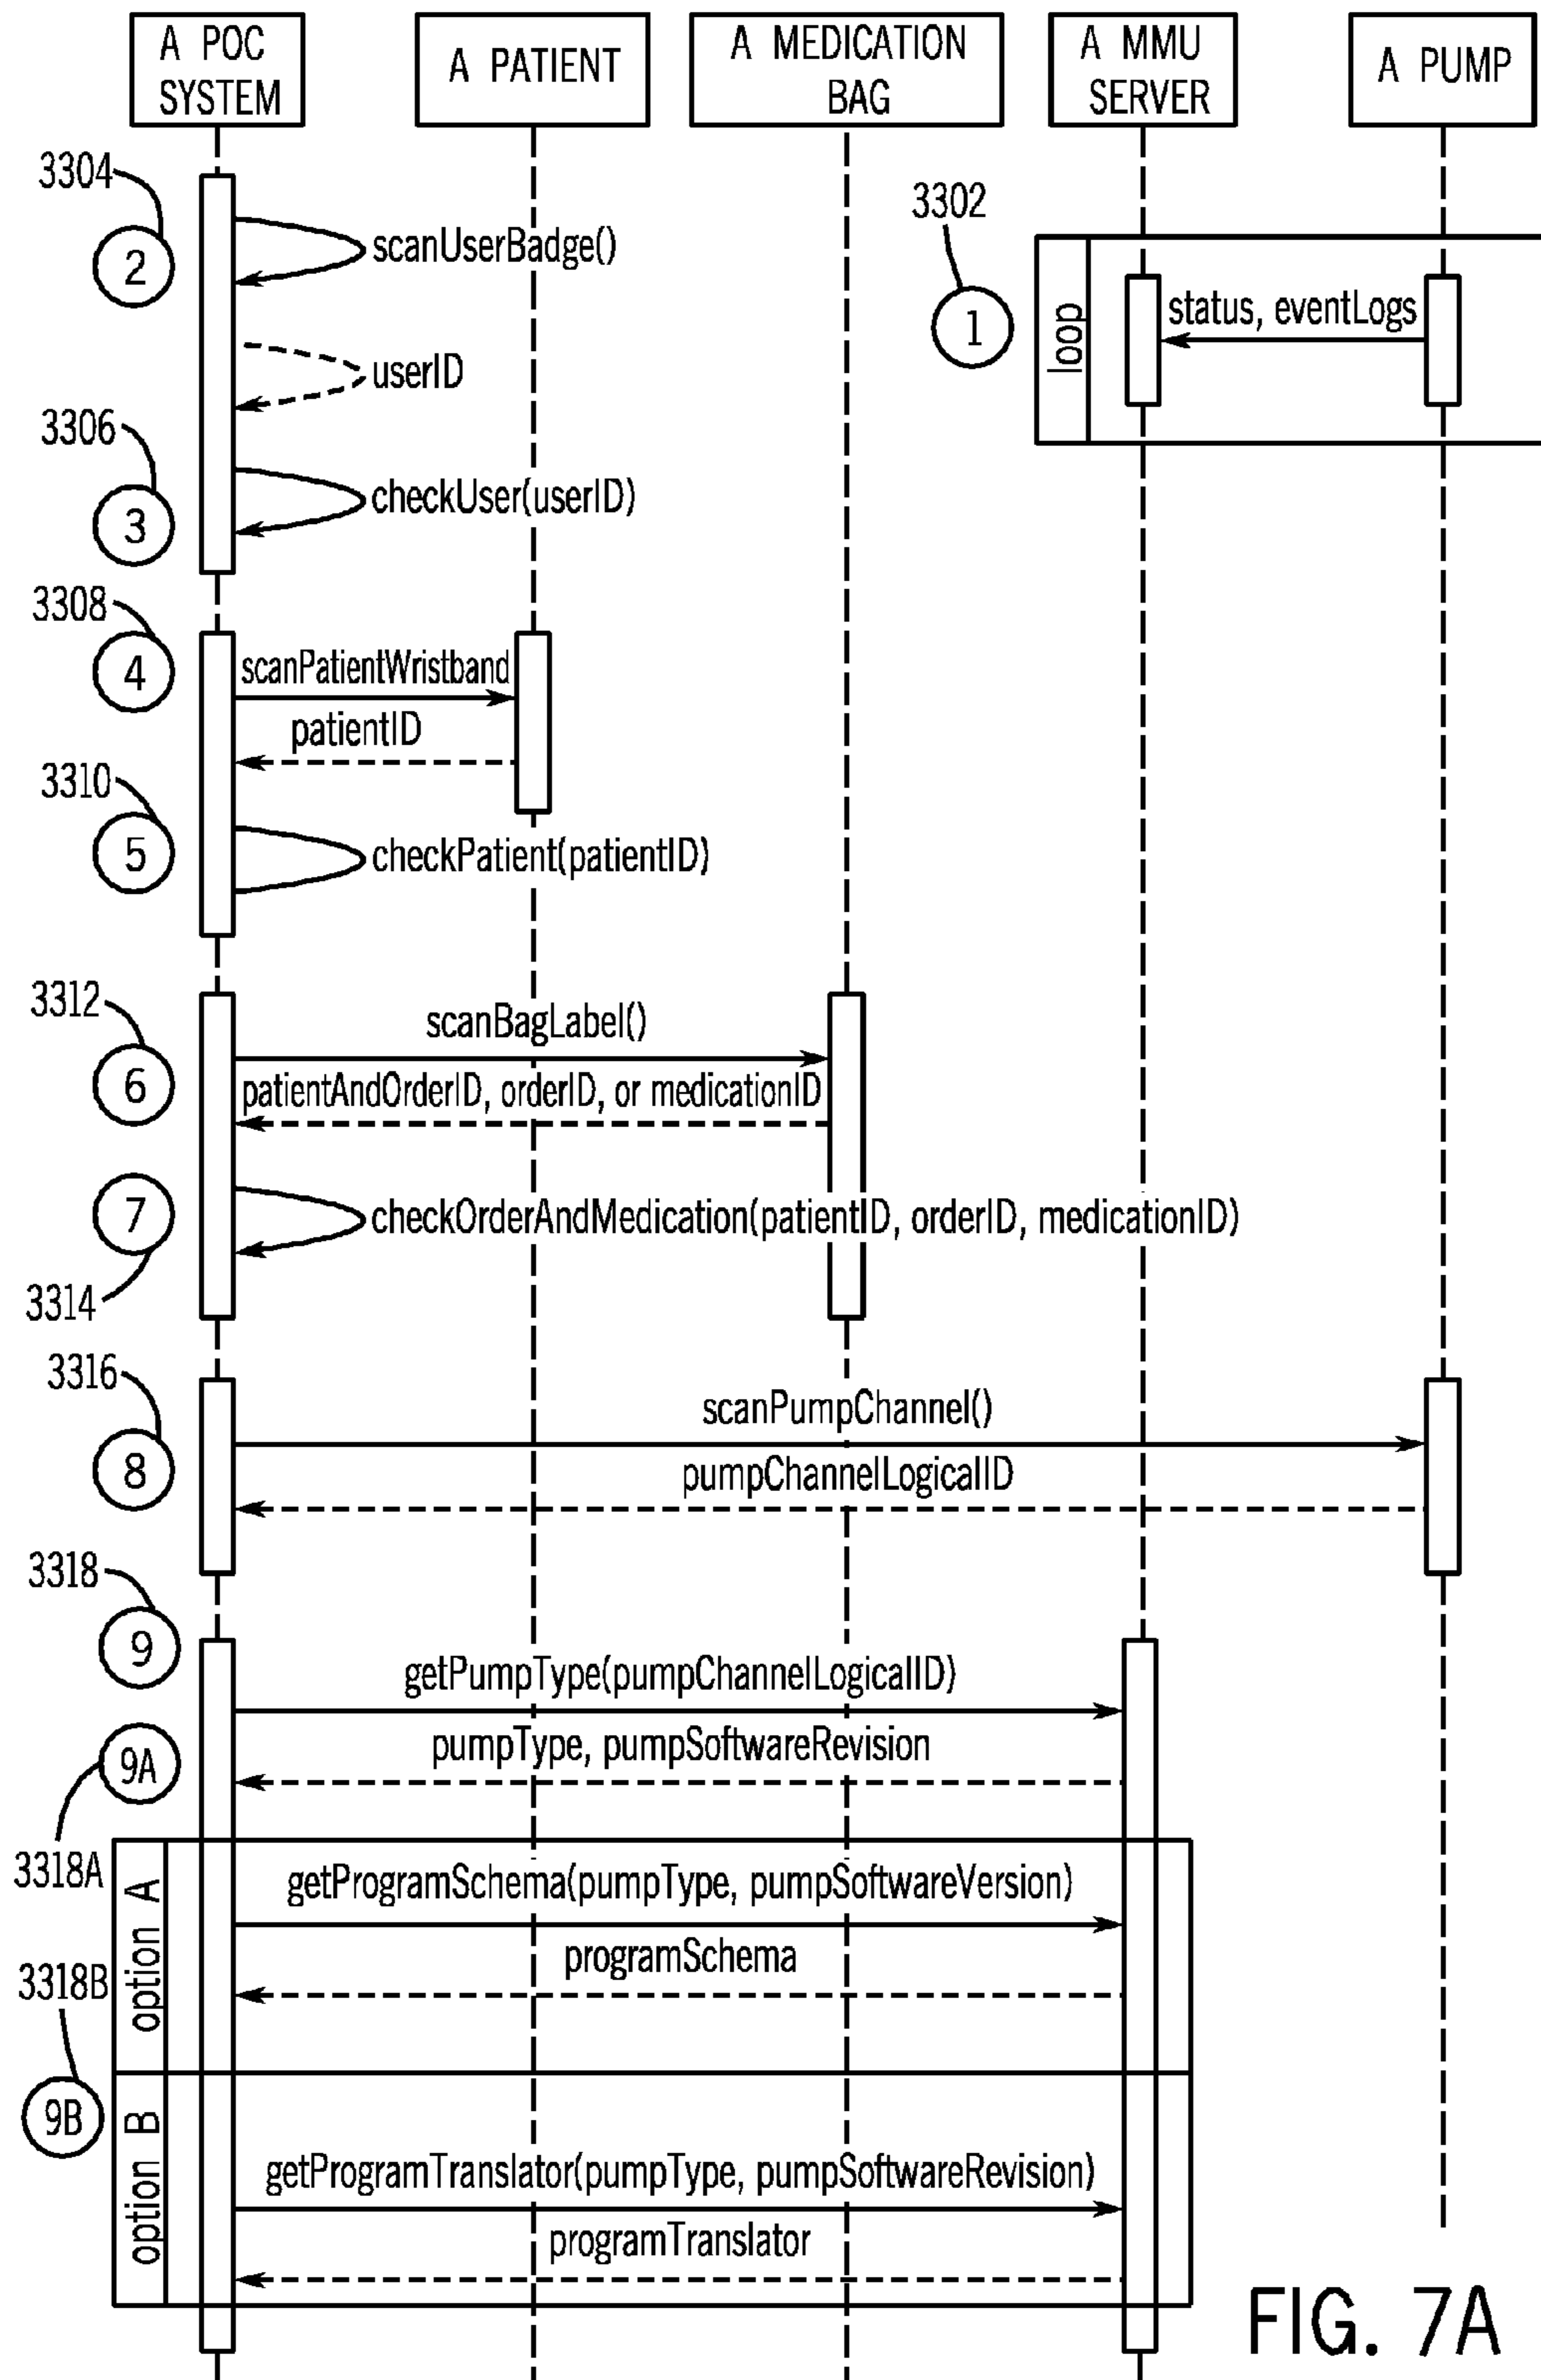 A POC
SYSTEM
A PATIENT
A MEDICATION
BAG
A MMU
SERVER
A PUMP
3304
2
scanUserBadge()
3302
1
loop
status, eventLogs
userID
3306
3
checkUser(userID)
3308
4
scanPatientWristband
patientID
3310
5
checkPatient(patientID)
3312
6
scanBagLabel()
patientAndOrderID, orderID, or medicationID
7
3314
checkOrderAndMedication(patientID, orderID, medicationID)
3316
8
scanPumpChannel()
pumpChannelLogicalID
3318
9
getPumpType(pumpChannelLogicalID)
9A
pumpType, pumpSoftwareRevision
3318A
option A
getProgramSchema(pumpType, pumpSoftwareVersion)
programSchema
3318B
9B
option B
getProgramTranslator(pumpType, pumpSoftwareRevision)
programTranslator
FIG. 7A